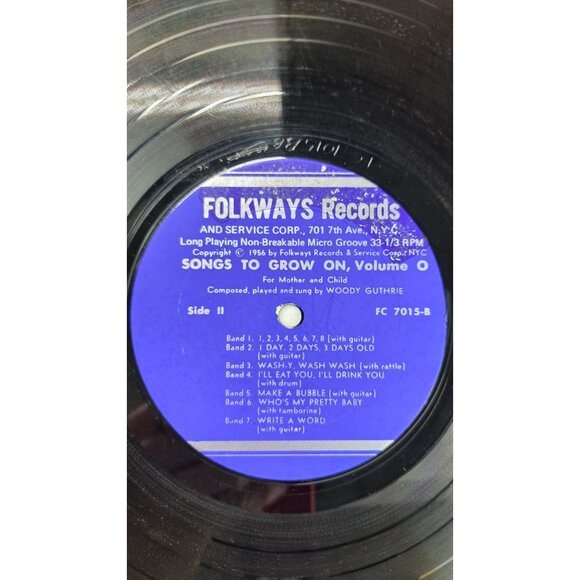 FOLKWAYS Records
AND SERVICE CORP., 701 7th Ave., N.Y.C.
Long Playing Non-Breakable Micro Groove 33-1/3 RPM
Copyright © 1956 by Folkways Records & Service Corp., NYC
SONGS TO GROW ON, Volume O
For Mother and Child
Composed, played and sung by WOODY GUTHRIE
Side II FC 7015-B
Band 1. 1, 2, 3, 4, 5, 6, 7, 8 (with guitar)
Band 2. 1 DAY, 2 DAYS, 3 DAYS OLD
(with guitar)
Band 3. WASH-Y, WASH WASH (with rattle)
Band 4. I'LL EAT YOU, I'LL DRINK YOU
(with drum)
Band 5. MAKE A BUBBLE (with guitar)
Band 6. WHO'S MY PRETTY BABY
(with tamborine)
Band 7. WRITE A WORD
(with guitar)